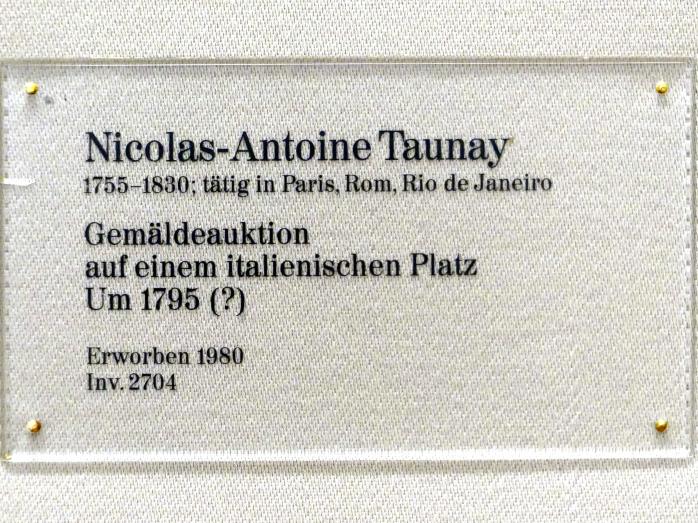 Nicolas-Antoine Taunay
1755–1830; tätig in Paris, Rom, Rio de Janeiro
Gemäldeauktion
auf einem italienischen Platz
Um 1795 (?)
Erworben 1980
Inv. 2704